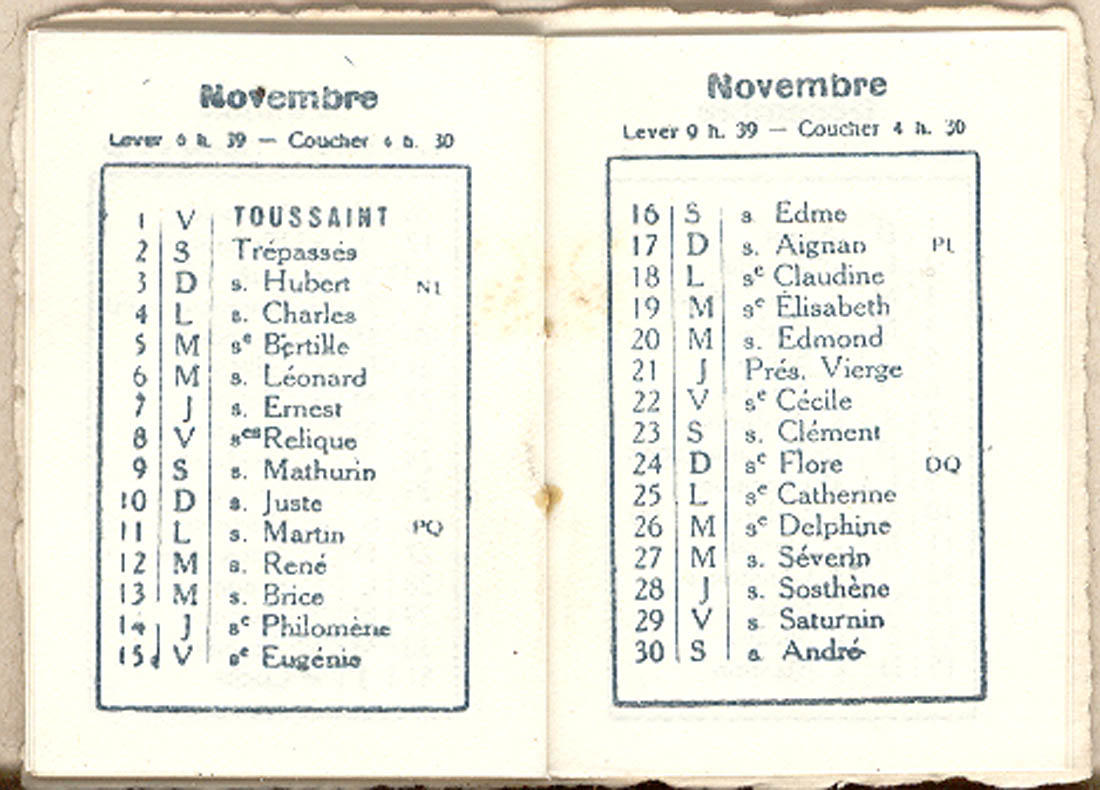 Novembre
Lever 6 h. 39 — Coucher 4 h. 30
1 V TOUSSAINT
2 S Trépassés
3 D s. Hubert NL
4 L s. Charles
5 M sᵉ Bertille
6 M s. Léonard
7 J s. Ernest
8 V sᵉˢ Relique
9 S s. Mathurin
10 D s. Juste
11 L s. Martin PQ
12 M s. René
13 M s. Brice
14 J sᵉ Philomène
15 V sᵉ Eugénie
Novembre
Lever 9 h. 39 — Coucher 4 h. 30
16 S s. Edme
17 D s. Aignan PL
18 L sᵉ Claudine
19 M sᵉ Élisabeth
20 M s. Edmond
21 J Prés. Vierge
22 V sᵉ Cécile
23 S s. Clément
24 D sᵉ Flore DQ
25 L sᵉ Catherine
26 M sᵉ Delphine
27 M s. Séverin
28 J s. Sosthène
29 V s. Saturnin
30 S s. André